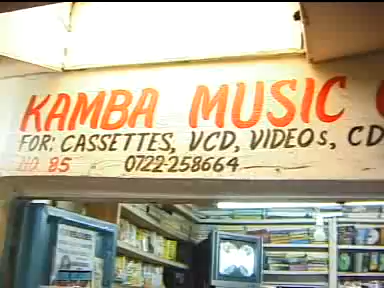 KAMBA MUSIC
FOR: CASSETTES, VCD, VIDEOs, CD
NO 85 0722-258664